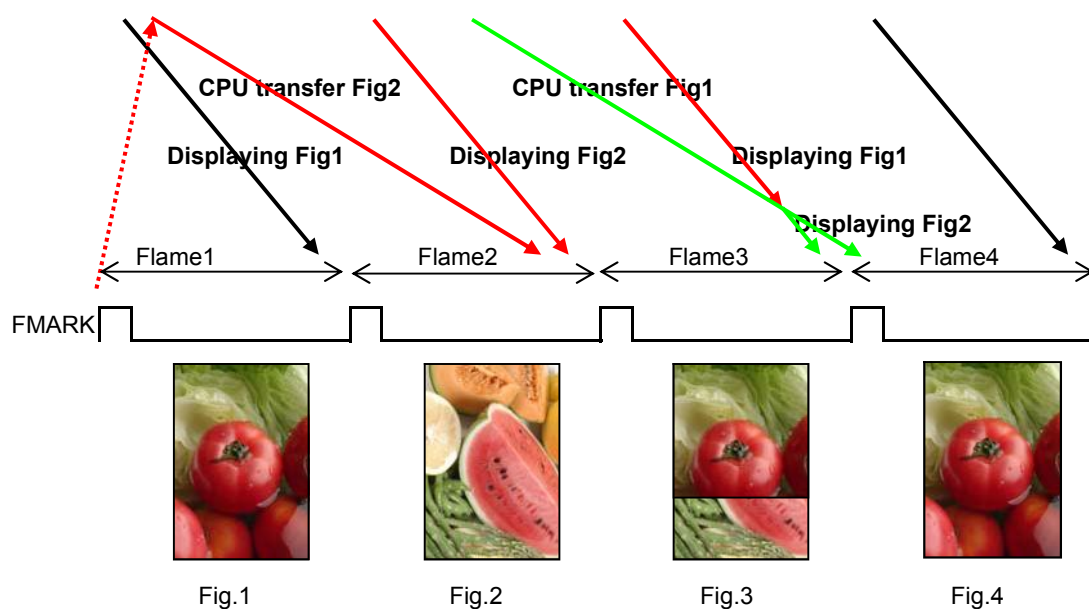 CPU transfer Fig2
CPU transfer Fig1
Displaying Fig1
Displaying Fig2
Displaying Fig1
Displaying Fig2
Flame1
Flame2
Flame3
Flame4
FMARK
Fig.1
Fig.2
Fig.3
Fig.4